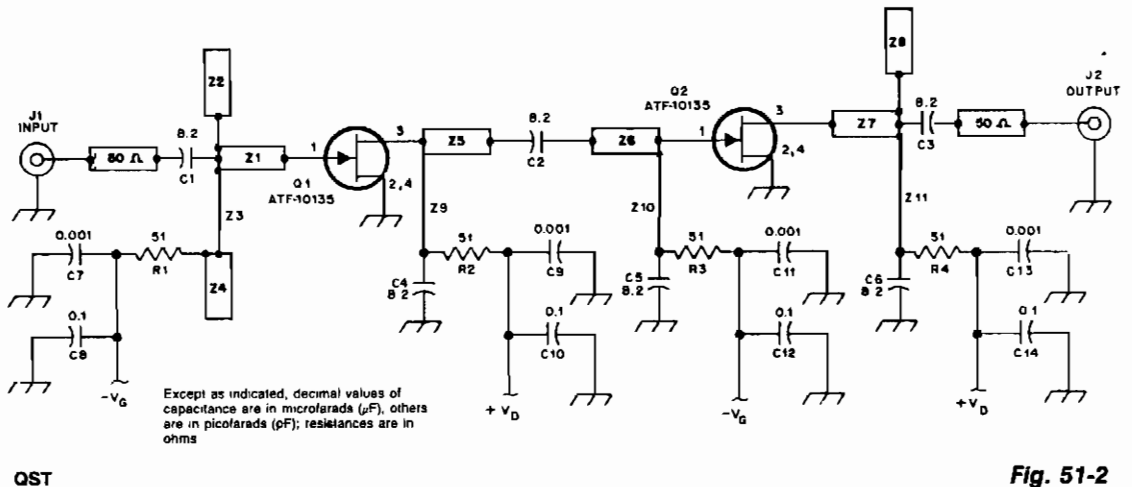 J1
INPUT
50 Ω
8.2
C1
Z2
Z1
Z3
Z4
1
3
2,4
Q1
ATF-10135
0.001
C7
51
R1
0.1
C8
-VG
Z5
8.2
C2
Z6
Z9
51
R2
0.001
C9
C4
8.2
0.1
C10
+VD
Q2
ATF-10135
1
3
2,4
Z10
51
R3
0.001
C11
C5
8.2
0.1
C12
-VG
Z7
Z8
8.2
C3
50 Ω
J2
OUTPUT
Z11
51
R4
0.001
C13
C6
8.2
0.1
C14
+VD
Except as indicated, decimal values of
capacitance are in microfarads (µF), others
are in picofarads (pF); resistances are in
ohms
QST
Fig. 51-2